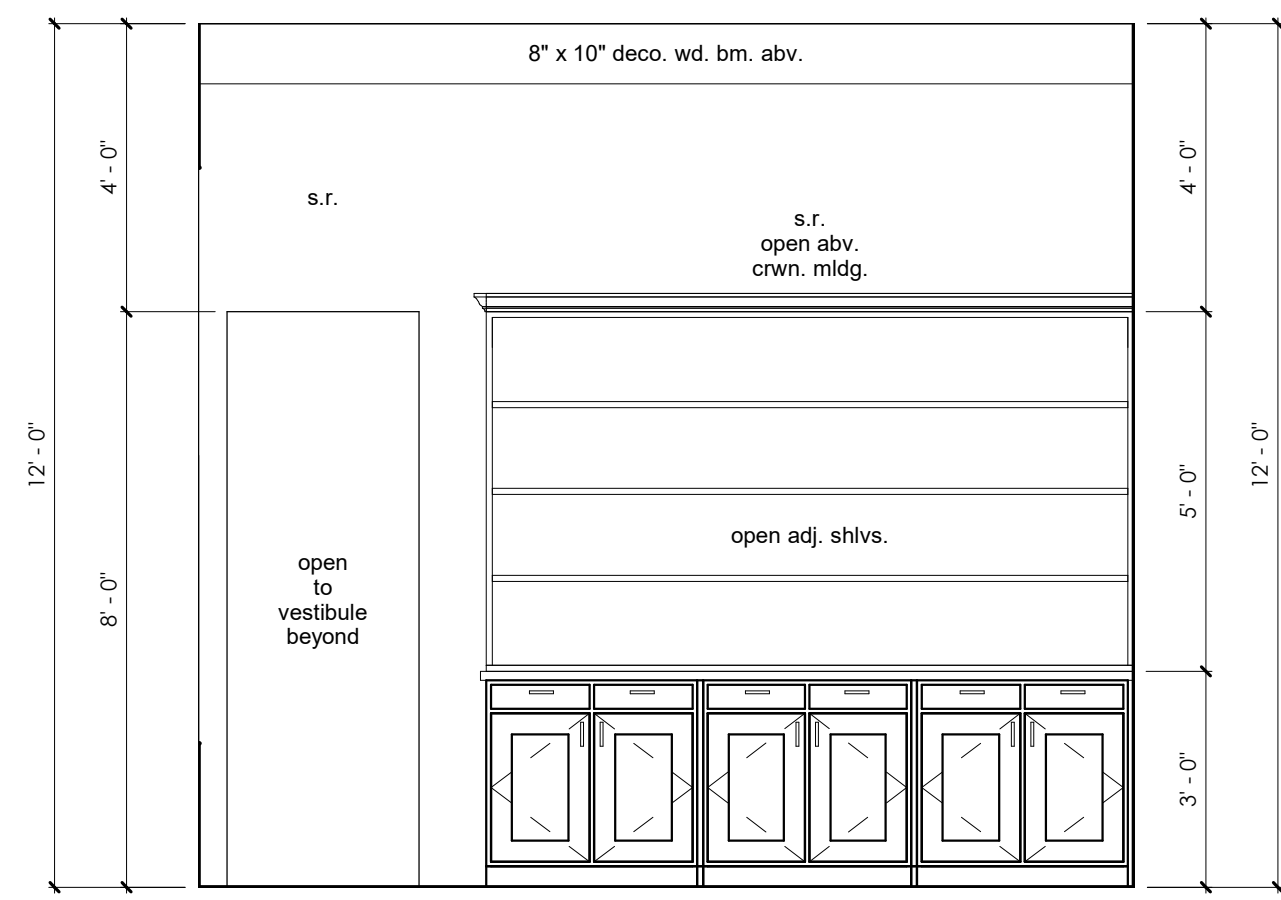 8" x 10" deco. wd. bm. abv.
4' - 0"
4' - 0"
s.r.
s.r.
open abv.
crwn. mldg.
12' - 0"
12' - 0"
5' - 0"
open adj. shlvs.
open
to
vestibule
beyond
8' - 0"
3' - 0"